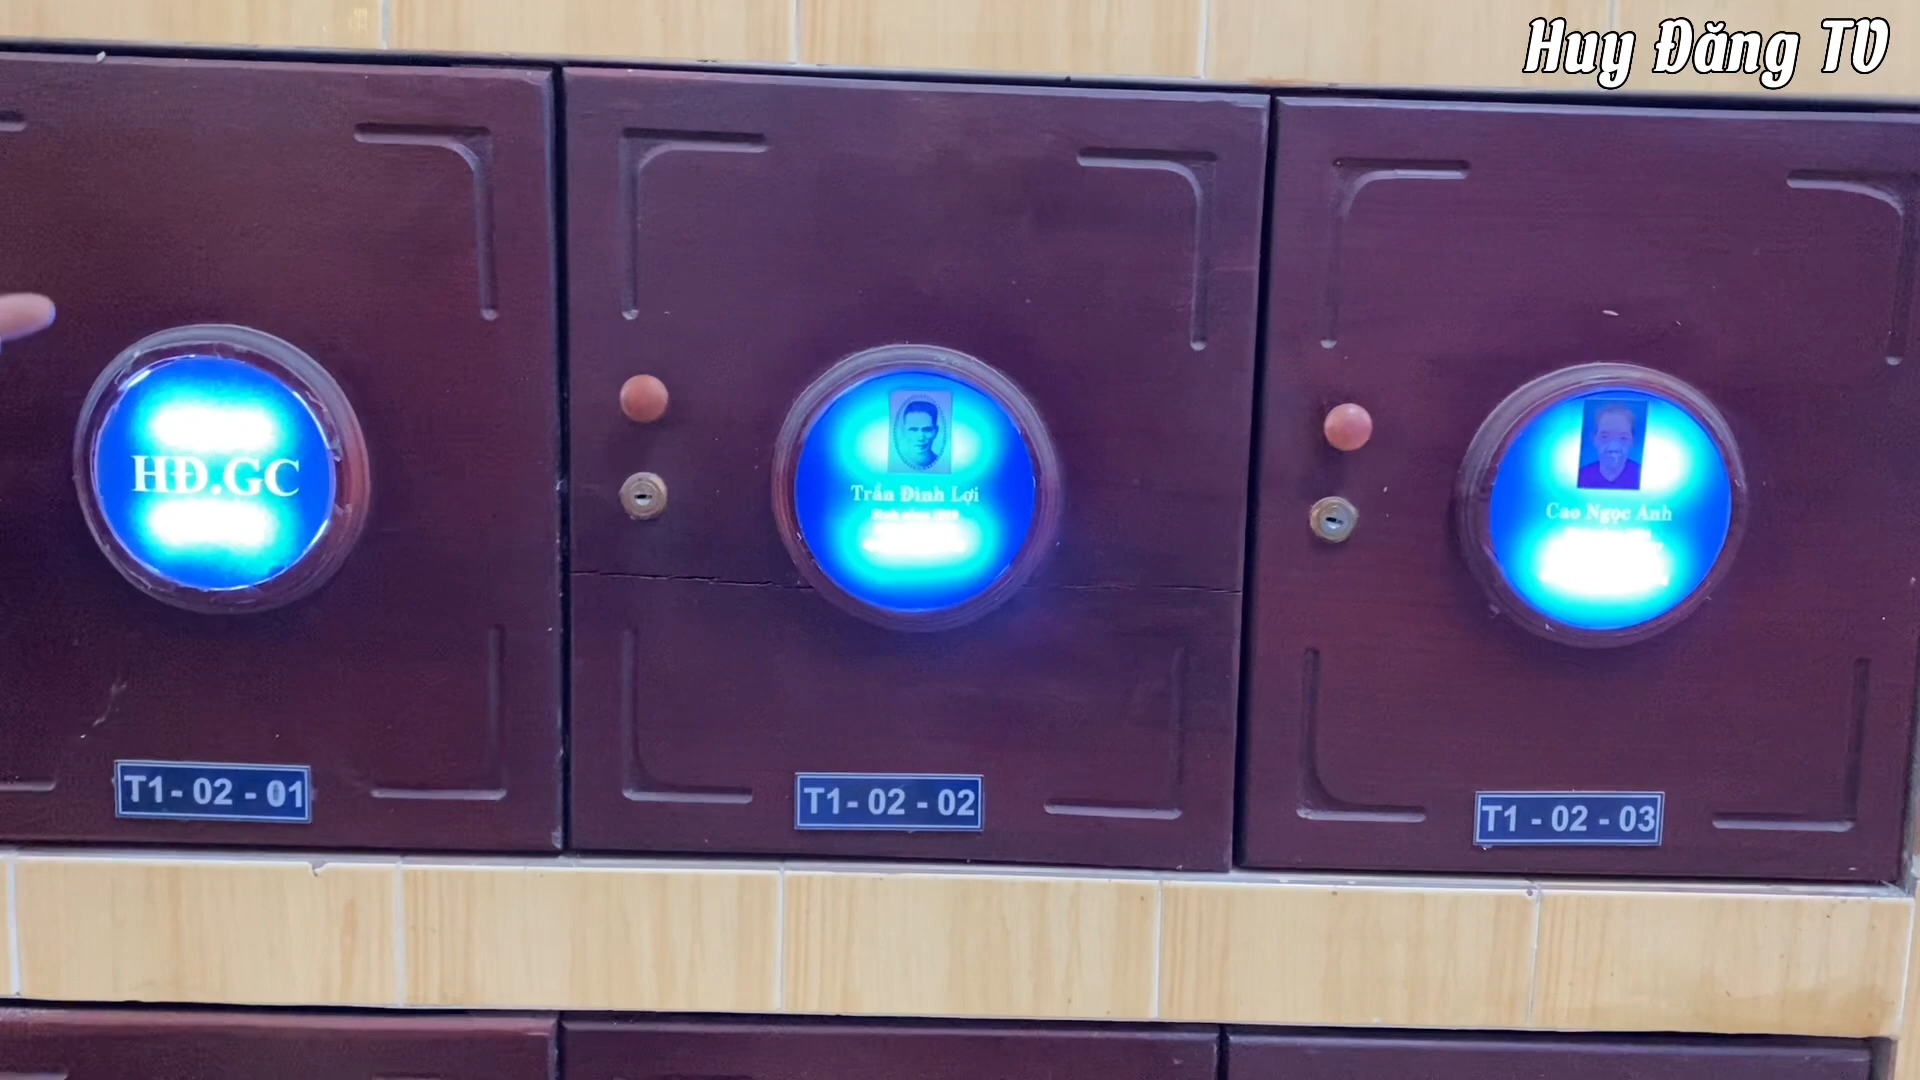 Huy Đăng TV
HĐ.GC
Trần Đình Lợi
Cao Ngọc Ánh
T1- 02 - 01
T1- 02 - 02
T1 - 02 - 03